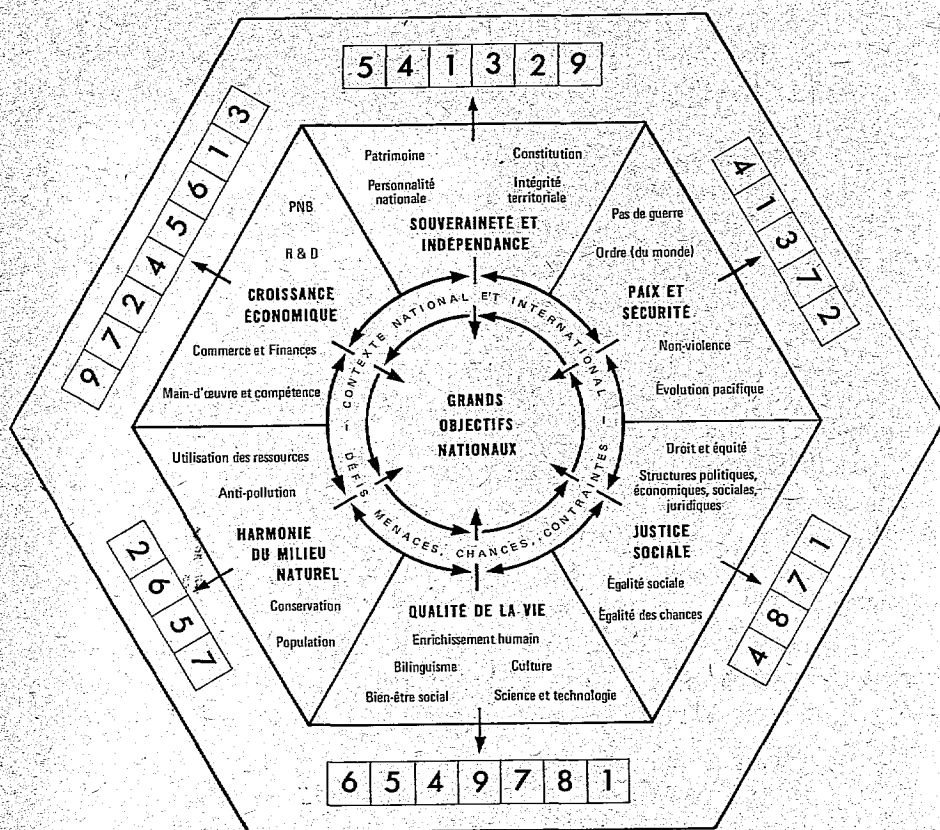 5 4 1 3 2 9
9 7 2 4 5 6 1 3
4 1 3 7 2
Patrimoine
Constitution
Personnalité
nationale
Intégrité
territoriale
SOUVERAINETÉ ET
INDÉPENDANCE
PNB
R & D
CROISSANCE
ÉCONOMIQUE
Commerce et Finances
Main-d'œuvre et compétence
Pas de guerre
Ordre (du monde)
PAIX ET
SÉCURITÉ
Non-violence
Évolution pacifique
— CONTEXTE NATIONAL ET INTERNATIONAL —
GRANDS
OBJECTIFS
NATIONAUX
DÉFIS, MENACES, CHANCES, CONTRAINTES
Utilisation des ressources
Anti-pollution
HARMONIE
DU MILIEU
NATUREL
Conservation
Population
Droit et équité
Structures politiques,
économiques, sociales,
juridiques
JUSTICE
SOCIALE
Égalité sociale
Égalité des chances
QUALITÉ DE LA VIE
Enrichissement humain
Bilinguisme
Culture
Bien-être social
Science et technologie
2 6 5 7
4 8 7 1
6 5 4 9 7 8 1